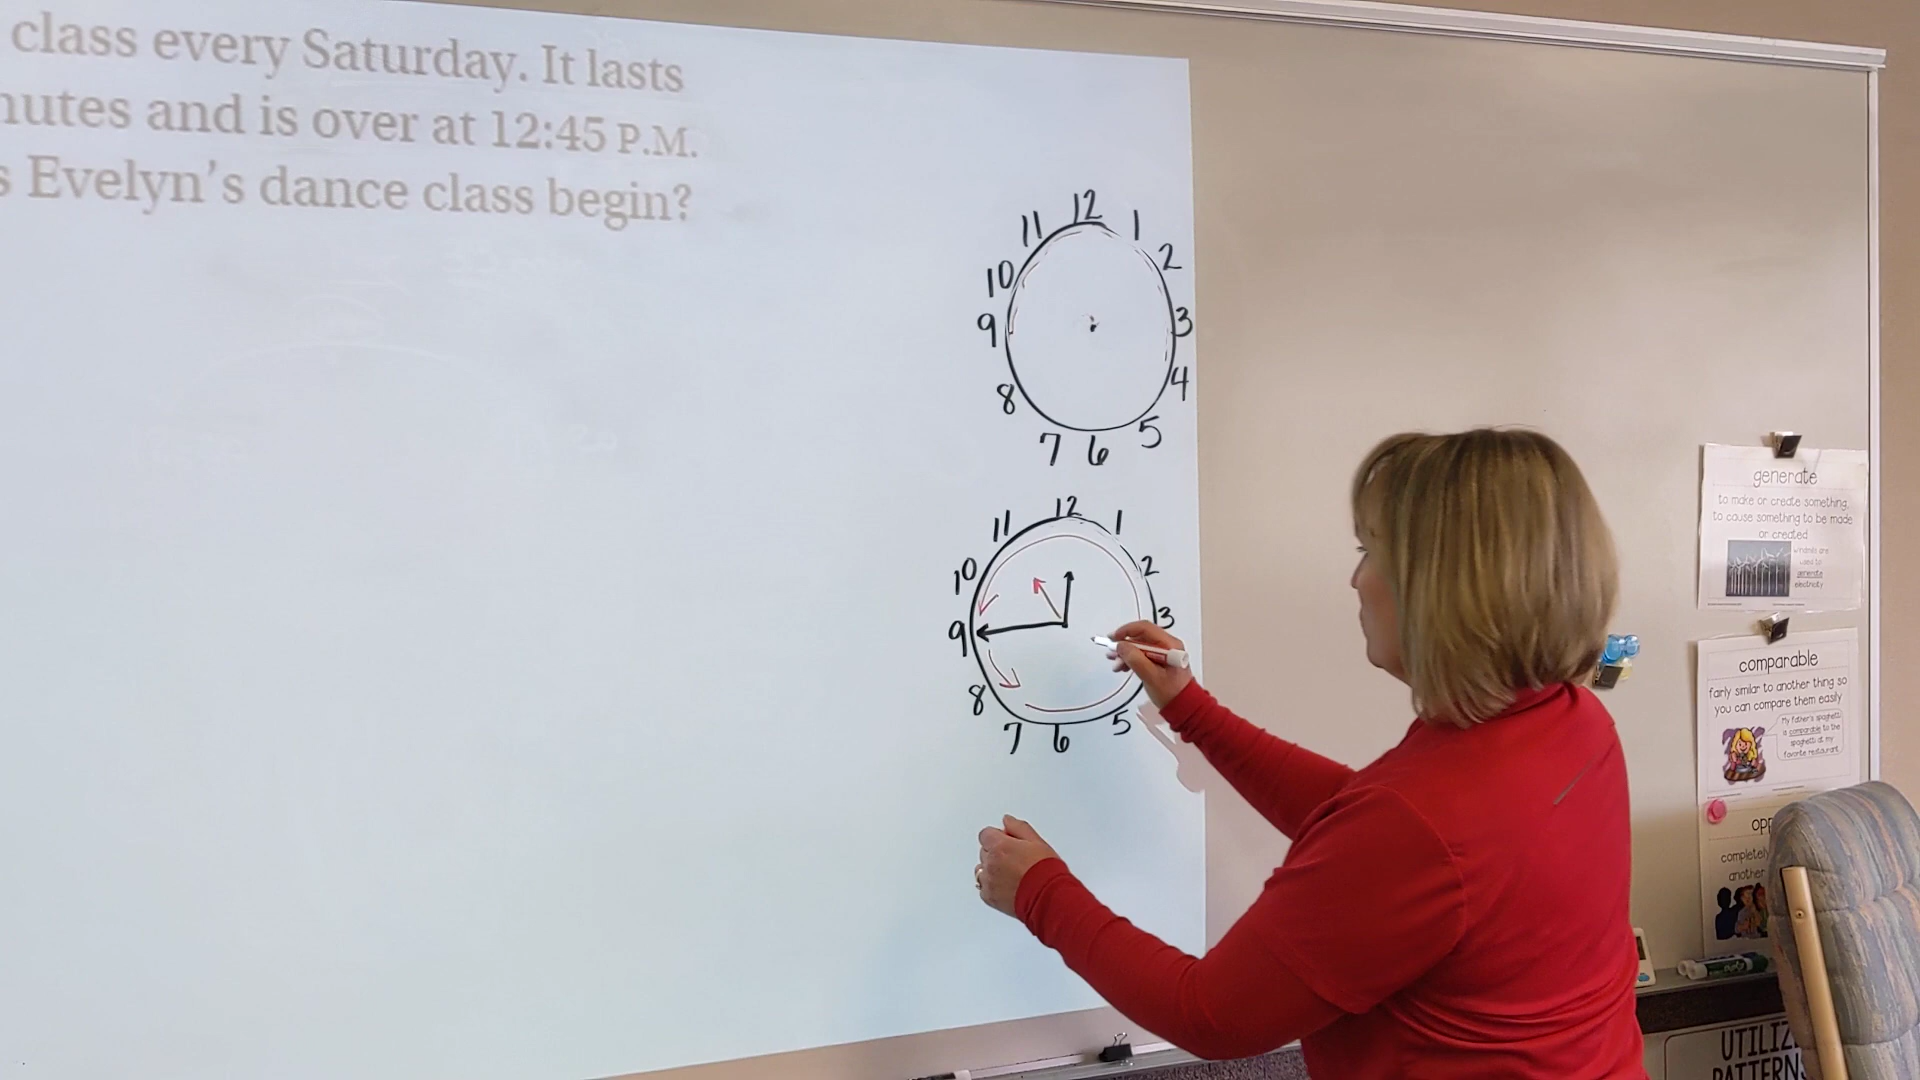 class every Saturday. It lasts
nutes and is over at 12:45 P.M.
s Evelyn's dance class begin?
12
11 1
10 2
9 3
8 4
7 6 5
12
11 1
10 2
9 3
8
7 6 5
generate
to make or create something,
to cause something to be made
or created
windmills are
used to
generate
electricity
comparable
fairly similar to another thing so
you can compare them easily
My father's spaghetti
is comparable to the
spaghetti at my
favorite restaurant.
opp
completely
another
UTILIZ
PATTERNS